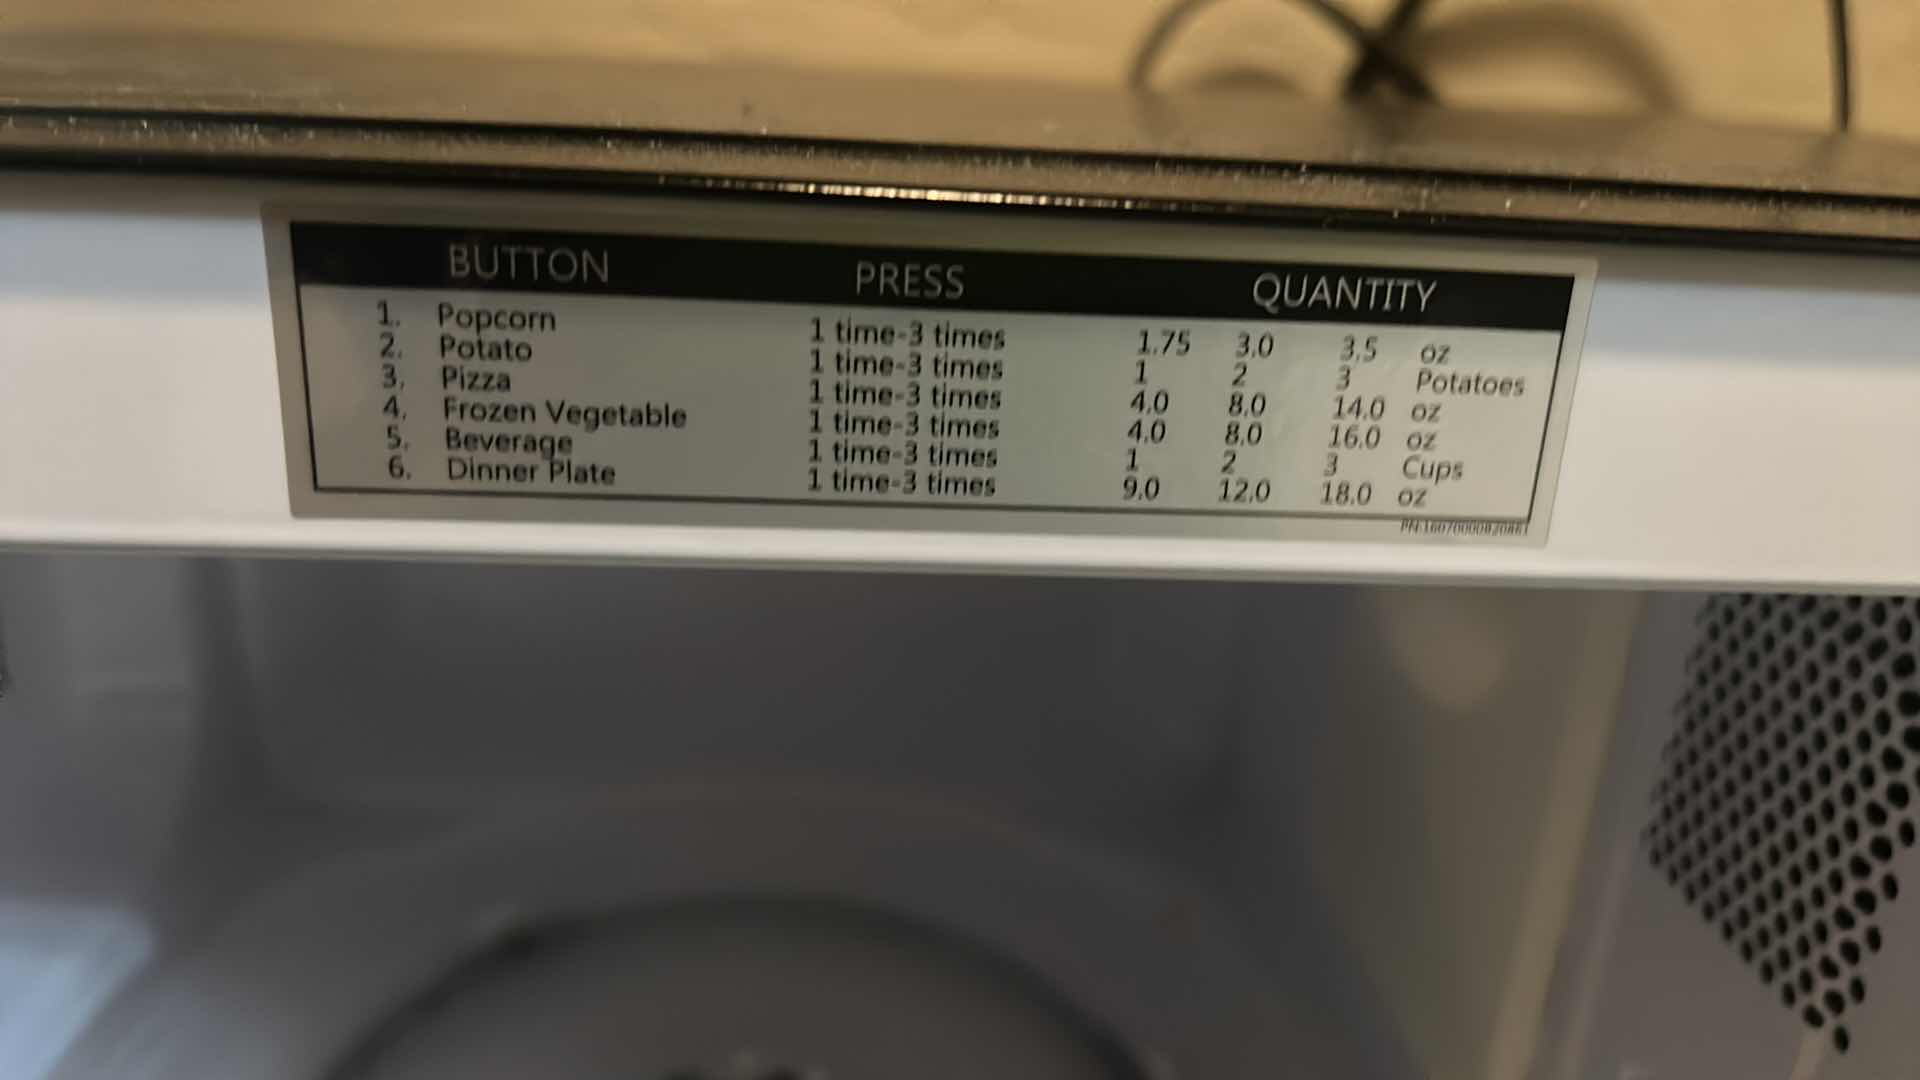 BUTTON PRESS QUANTITY
1. Popcorn 1 time-3 times 1.75 3.0 3.5 oz
2. Potato 1 time-3 times 1 2 3 Potatoes
3. Pizza 1 time-3 times 4.0 8.0 14.0 oz
4. Frozen Vegetable 1 time-3 times 4.0 8.0 16.0 oz
5. Beverage 1 time-3 times 1 2 3 Cups
6. Dinner Plate 1 time-3 times 9.0 12.0 18.0 oz